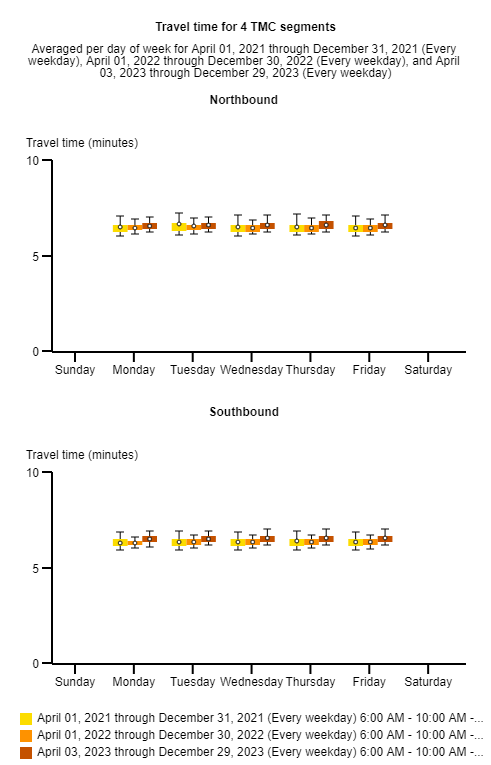 Travel time for 4 TMC segments
Averaged per day of week for April 01, 2021 through December 31, 2021 (Every
weekday), April 01, 2022 through December 30, 2022 (Every weekday), and April
03, 2023 through December 29, 2023 (Every weekday)
Northbound
Travel time (minutes)
10
5
0
Sunday Monday Tuesday Wednesday Thursday Friday Saturday
Southbound
Travel time (minutes)
10
5
0
Sunday Monday Tuesday Wednesday Thursday Friday Saturday
April 01, 2021 through December 31, 2021 (Every weekday) 6:00 AM - 10:00 AM -...
April 01, 2022 through December 30, 2022 (Every weekday) 6:00 AM - 10:00 AM -...
April 03, 2023 through December 29, 2023 (Every weekday) 6:00 AM - 10:00 AM -...